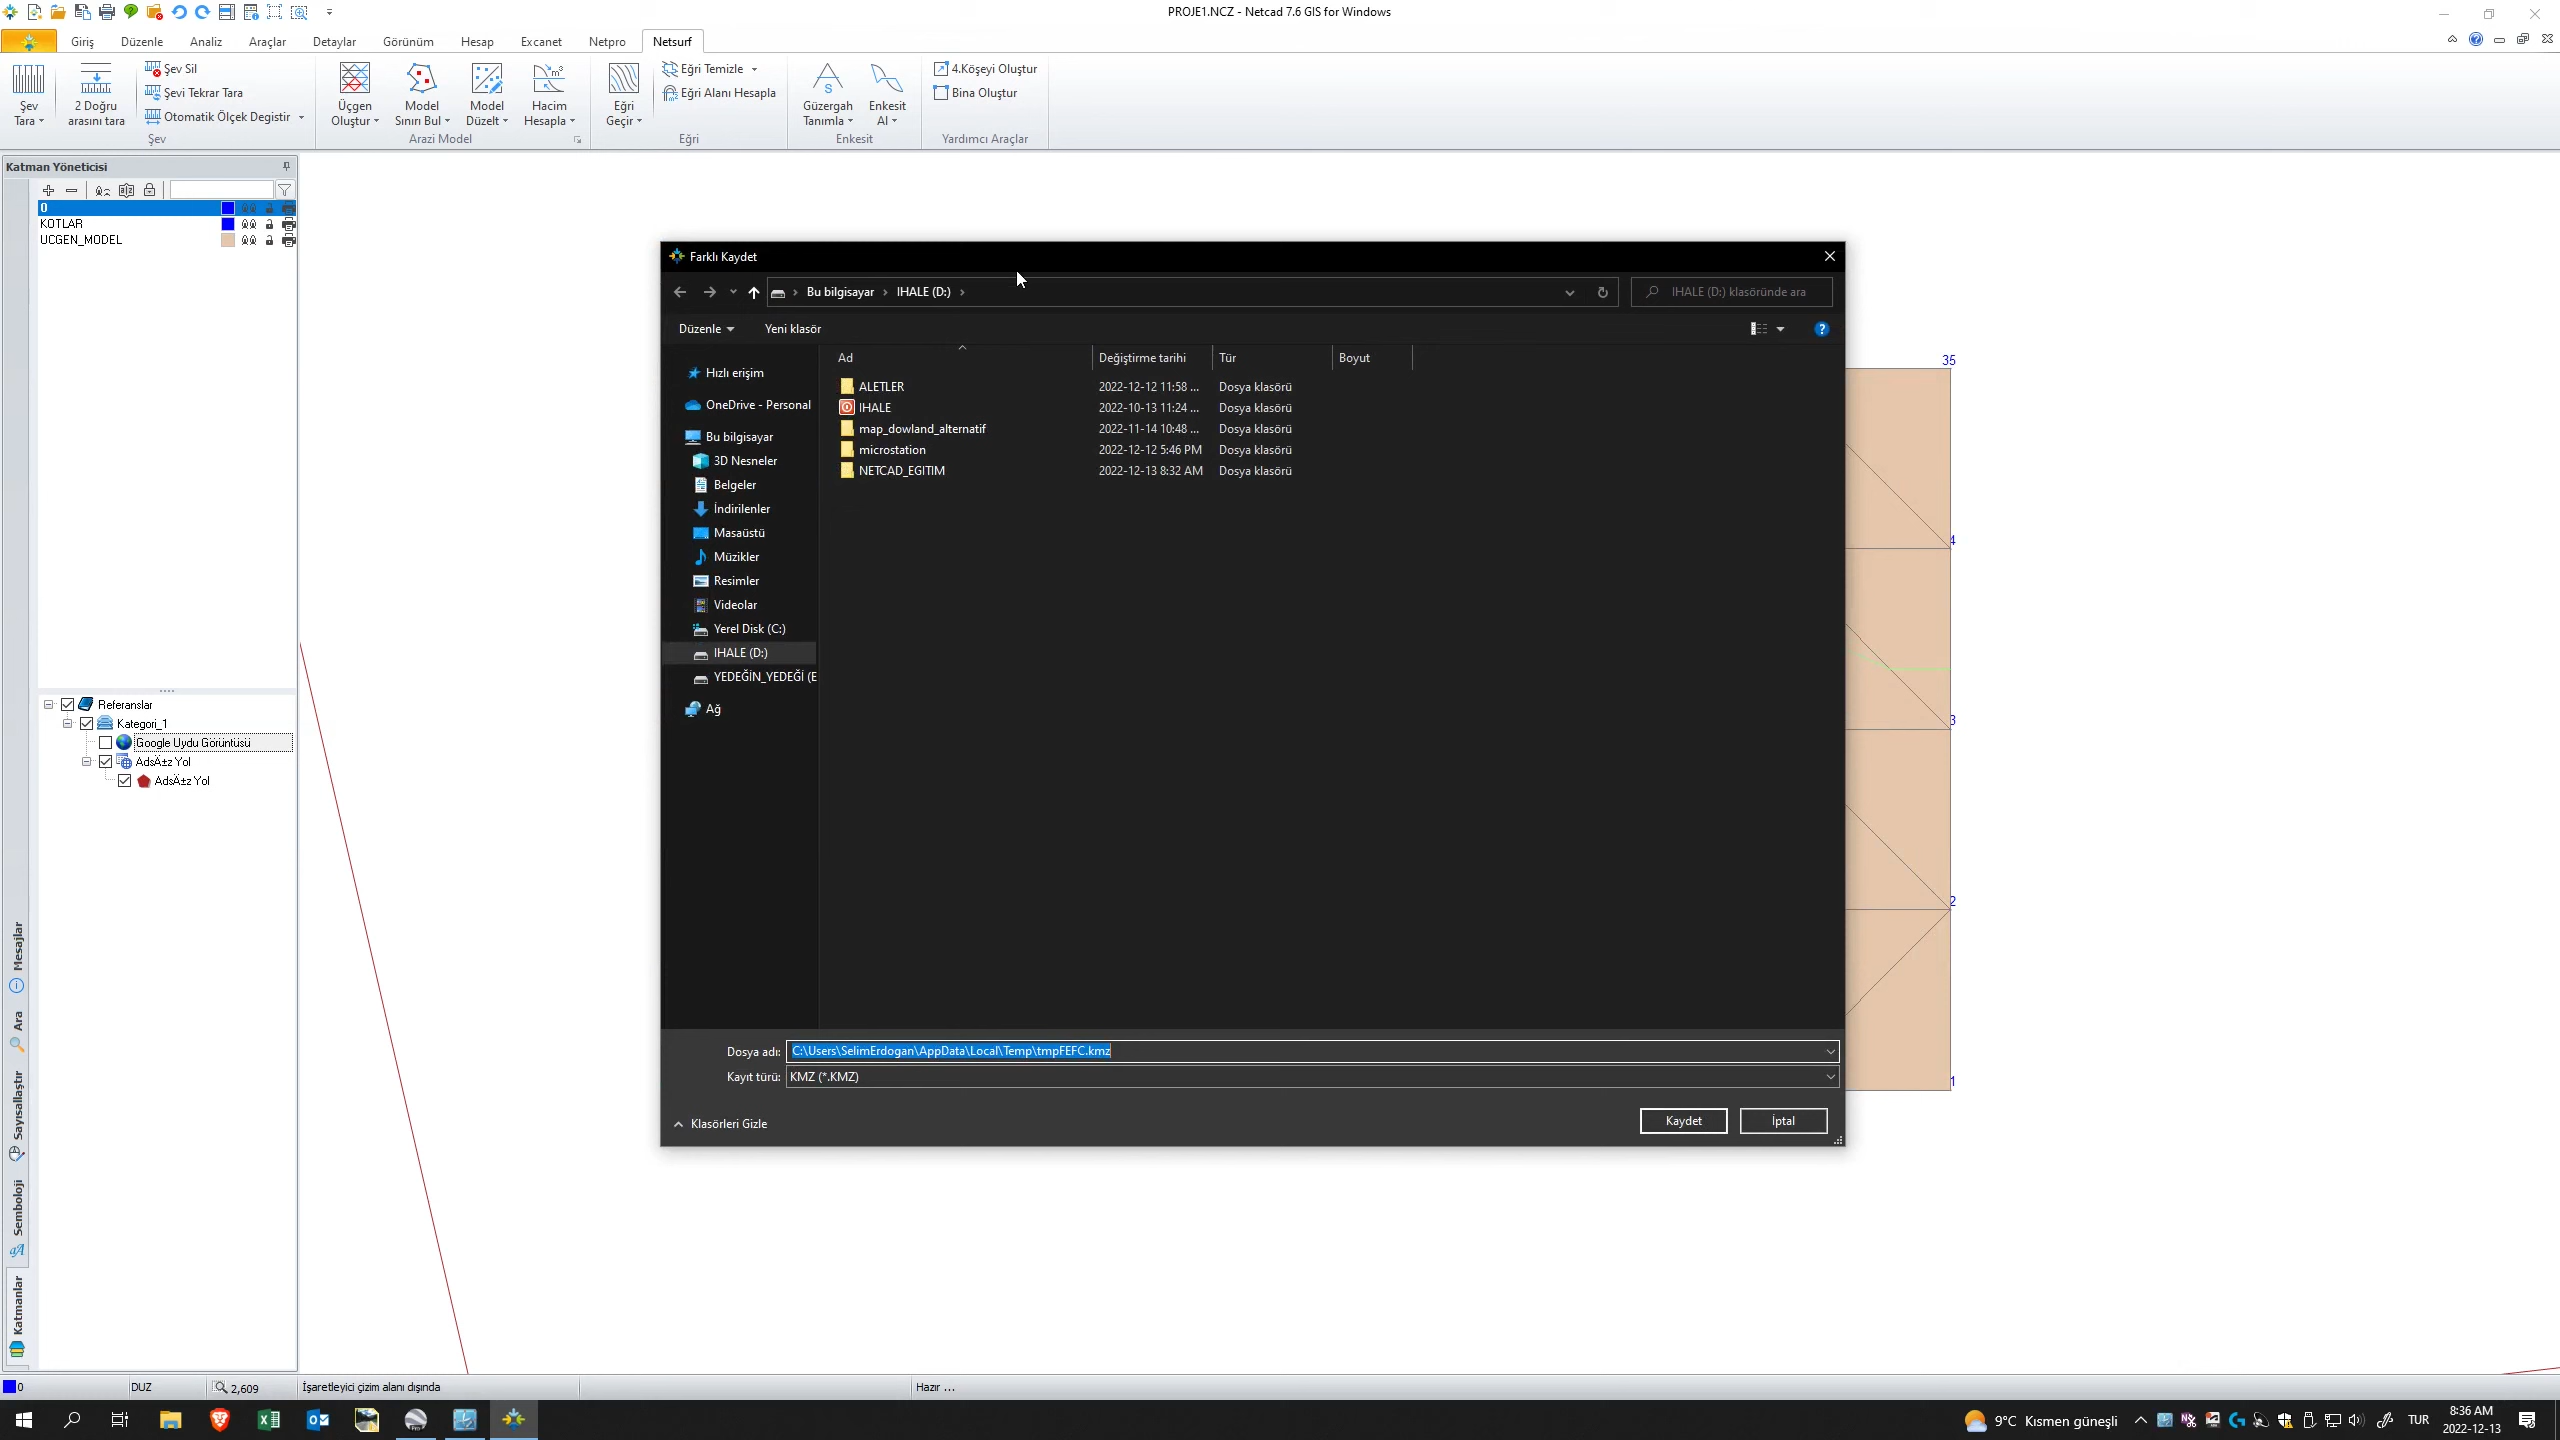 PROJE1.NCZ - Netcad 7.6 GIS for Windows
Giriş Düzenle Analiz Araçlar Detaylar Görünüm Hesap Excanet Netpro Netsurf
Şev Tara
2 Doğru arasını tara
Şev Sil
Şevi Tekrar Tara
Otomatik Ölçek Degistir
Şev
Üçgen Oluştur
Model Sınırı Bul
Model Düzelt
Hacim Hesapla
Arazi Model
Eğri Geçir
Eğri Temizle
Eğri Alanı Hesapla
Eğri
Güzergah Tanımla
Enkesit Al
Enkesit
4.Köşeyi Oluştur
Bina Oluştur
Yardımcı Araçlar
Katman Yöneticisi
0
KOTLAR
UCGEN_MODEL
Referanslar
Kategori_1
Google Uydu Görüntüsü
AdsÄ±z Yol
AdsÄ±z Yol
Mesajlar
Ara
Sayısallaştır
Semboloji
Katmanlar
Farklı Kaydet
Bu bilgisayar IHALE (D:)
IHALE (D:) klasöründe ara
Düzenle Yeni klasör
Hızlı erişim
OneDrive - Personal
Bu bilgisayar
3D Nesneler
Belgeler
İndirilenler
Masaüstü
Müzikler
Resimler
Videolar
Yerel Disk (C:)
IHALE (D:)
YEDEĞİN_YEDEĞİ (E
Ağ
Ad Değiştirme tarihi Tür Boyut
ALETLER 2022-12-12 11:58 ... Dosya klasörü
IHALE 2022-10-13 11:24 ... Dosya klasörü
map_dowland_alternatif 2022-11-14 10:48 ... Dosya klasörü
microstation 2022-12-12 5:46 PM Dosya klasörü
NETCAD_EGITIM 2022-12-13 8:32 AM Dosya klasörü
Dosya adı: C:\Users\SelimErdogan\AppData\Local\Temp\tmpFEFC.kmz
Kayıt türü: KMZ (*.KMZ)
Klasörleri Gizle
Kaydet İptal
35
4
3
2
1
0 DUZ 2,609 İşaretleyici çizim alanı dışında Hazır ...
9°C Kısmen güneşli TUR 8:36 AM
2022-12-13